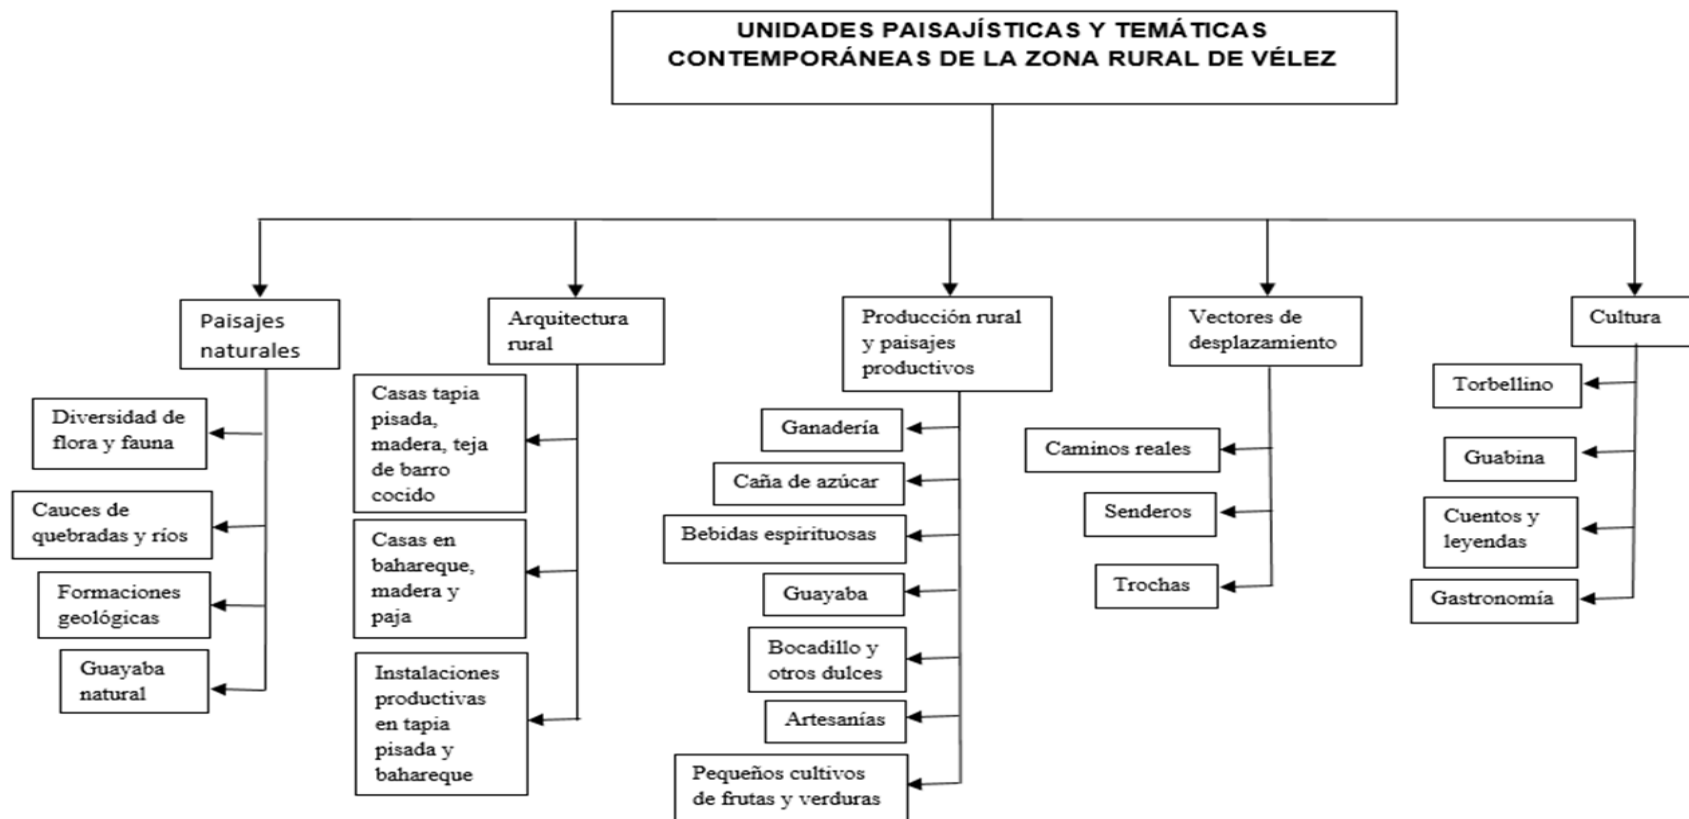 UNIDADES PAISAJÍSTICAS Y TEMÁTICAS
CONTEMPORÁNEAS DE LA ZONA RURAL DE VÉLEZ
Paisajes
naturales
Diversidad de
flora y fauna
Cauces de
quebradas y ríos
Formaciones
geológicas
Guayaba
natural
Arquitectura
rural
Casas tapia
pisada,
madera, teja
de barro
cocido
Casas en
bahareque,
madera y
paja
Instalaciones
productivas
en tapia
pisada y
bahareque
Producción rural
y paisajes
productivos
Ganadería
Caña de azúcar
Bebidas espirituosas
Guayaba
Bocadillo y
otros dulces
Artesanías
Pequeños cultivos
de frutas y verduras
Vectores de
desplazamiento
Caminos reales
Senderos
Trochas
Cultura
Torbellino
Guabina
Cuentos y
leyendas
Gastronomía